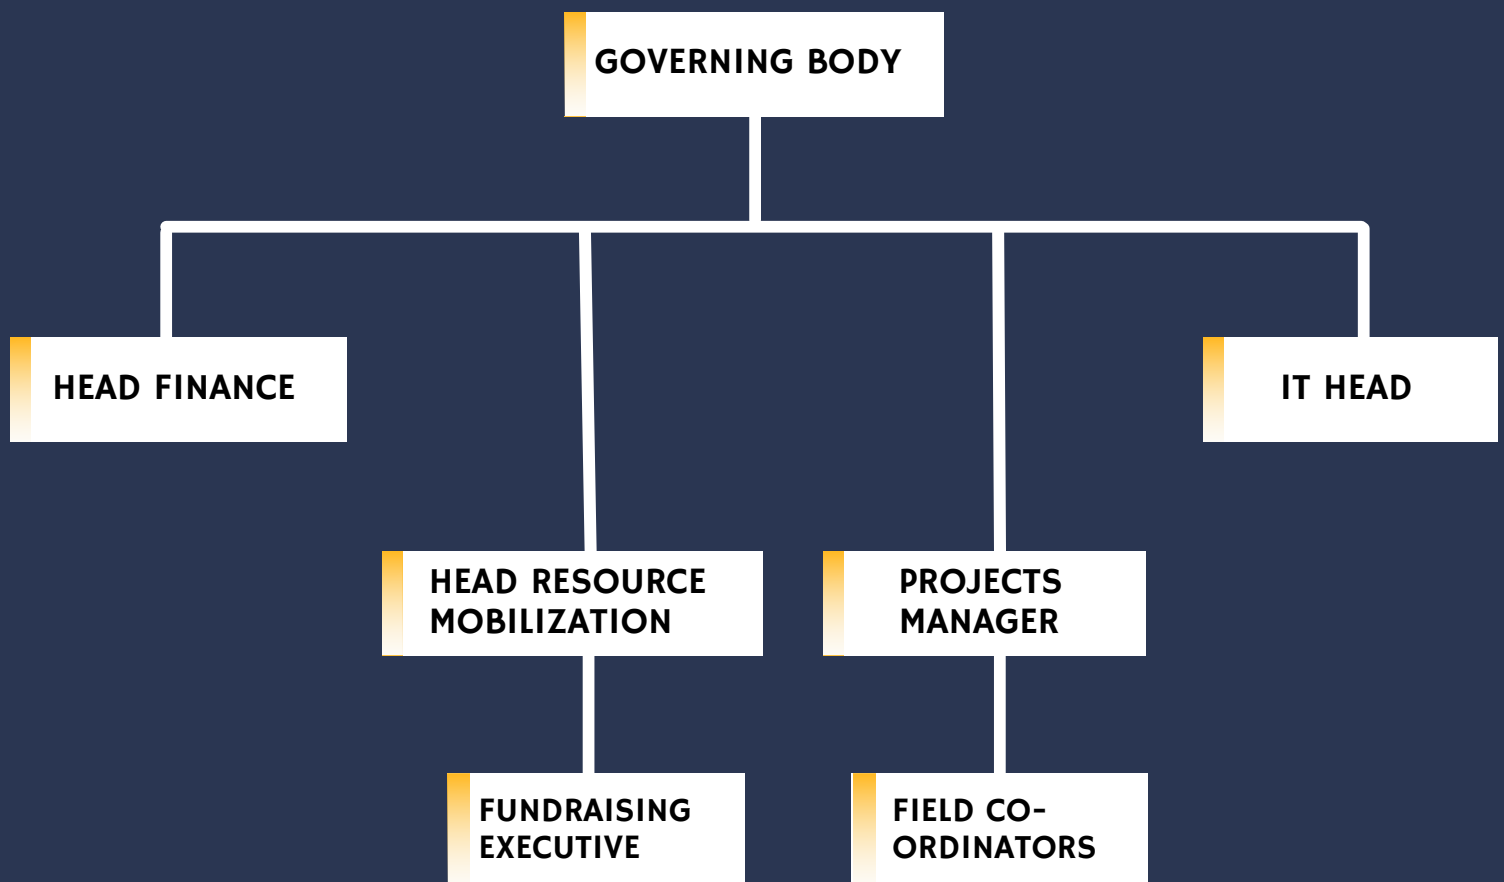 GOVERNING BODY
HEAD FINANCE
IT HEAD
HEAD RESOURCE
MOBILIZATION
PROJECTS
MANAGER
FUNDRAISING
EXECUTIVE
FIELD CO-
ORDINATORS